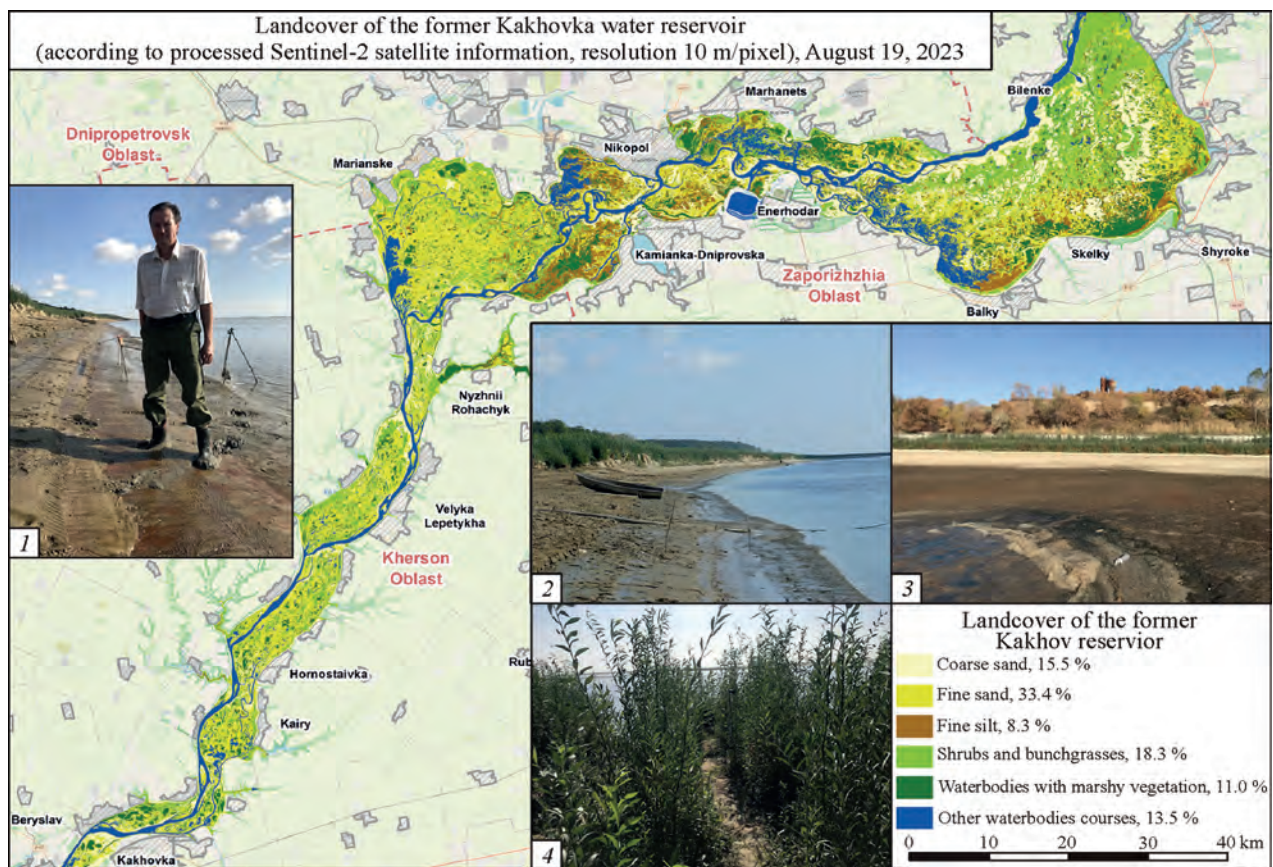 Landcover of the former Kakhovka water reservoir
(according to processed Sentinel-2 satellite information, resolution 10 m/pixel), August 19, 2023
Marhanets
Bilenke
Dnipropetrovsk
Oblast
Nikopol
Marianske
Enerhodar
Kamianka-Dniprovska
Skelky
Shyroke
Zaporizhzhia
Oblast
Balky
Nyzhnii
Rohachyk
Velyka
Lepetykha
1
2
3
Kherson
Oblast
Landcover of the former
Kakhov reservior
Coarse sand, 15.5 %
Rub
Hornostaivka
Fine sand, 33.4 %
Kairy
Fine silt, 8.3 %
Shrubs and bunchgrasses, 18.3 %
Waterbodies with marshy vegetation, 11.0 %
Beryslav
Other waterbodies courses, 13.5 %
Kakhovka
4
0 10 20 30 40 km